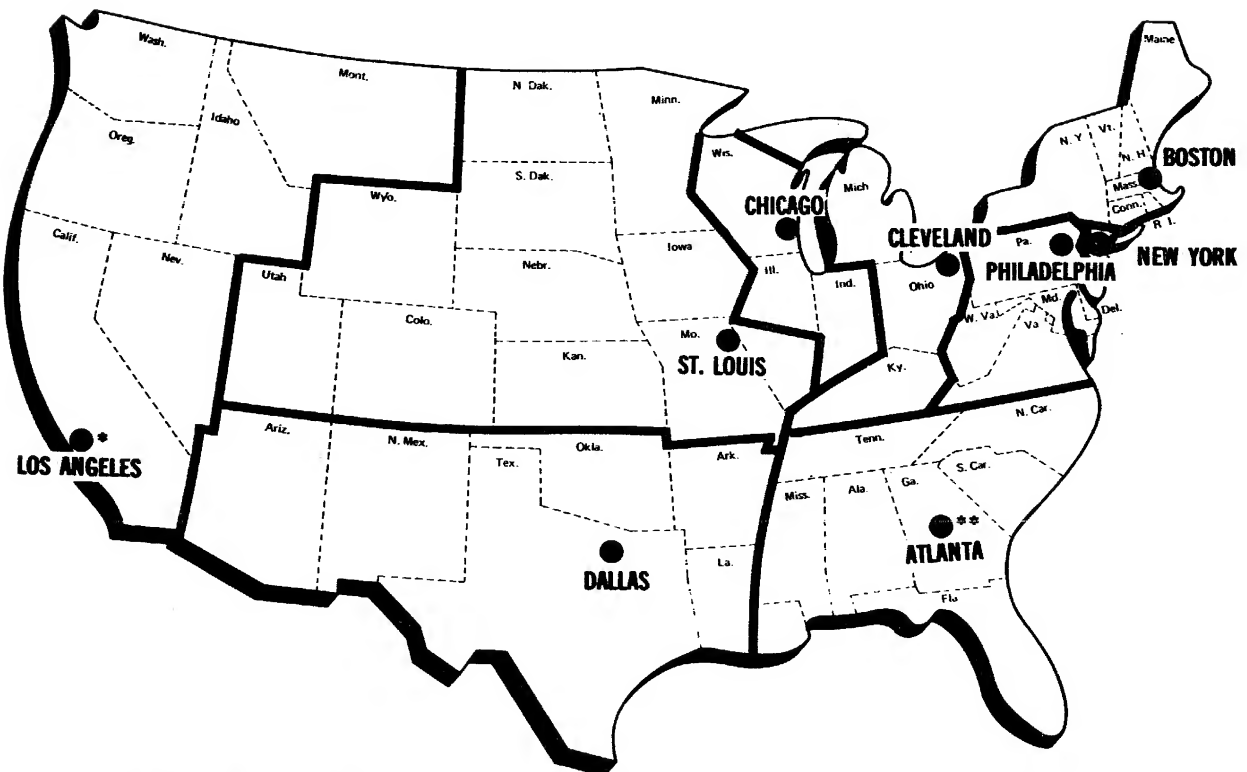 Wash.
Mont.
N Dak.
Minn.
Maine
Oreg.
Idaho
Wis.
Mich
N. Y
Vt.
N. H
BOSTON
S. Dak.
Wyo.
Mass.
Conn.
R I.
CHICAGO
CLEVELAND
Pa.
NEW YORK
PHILADELPHIA
Calif.
Nev.
Utah
Nebr.
Iowa
Ill.
Ind.
Ohio
W. Va.
Va
Md.
Del.
Colo.
Kan.
Mo.
ST. LOUIS
Ky.
*
LOS ANGELES
Ariz.
N. Mex.
Tex.
Okla.
Ark.
Tenn.
N. Car.
S. Car.
Miss.
Ala.
Ga.
**
ATLANTA
DALLAS
La.
Fla